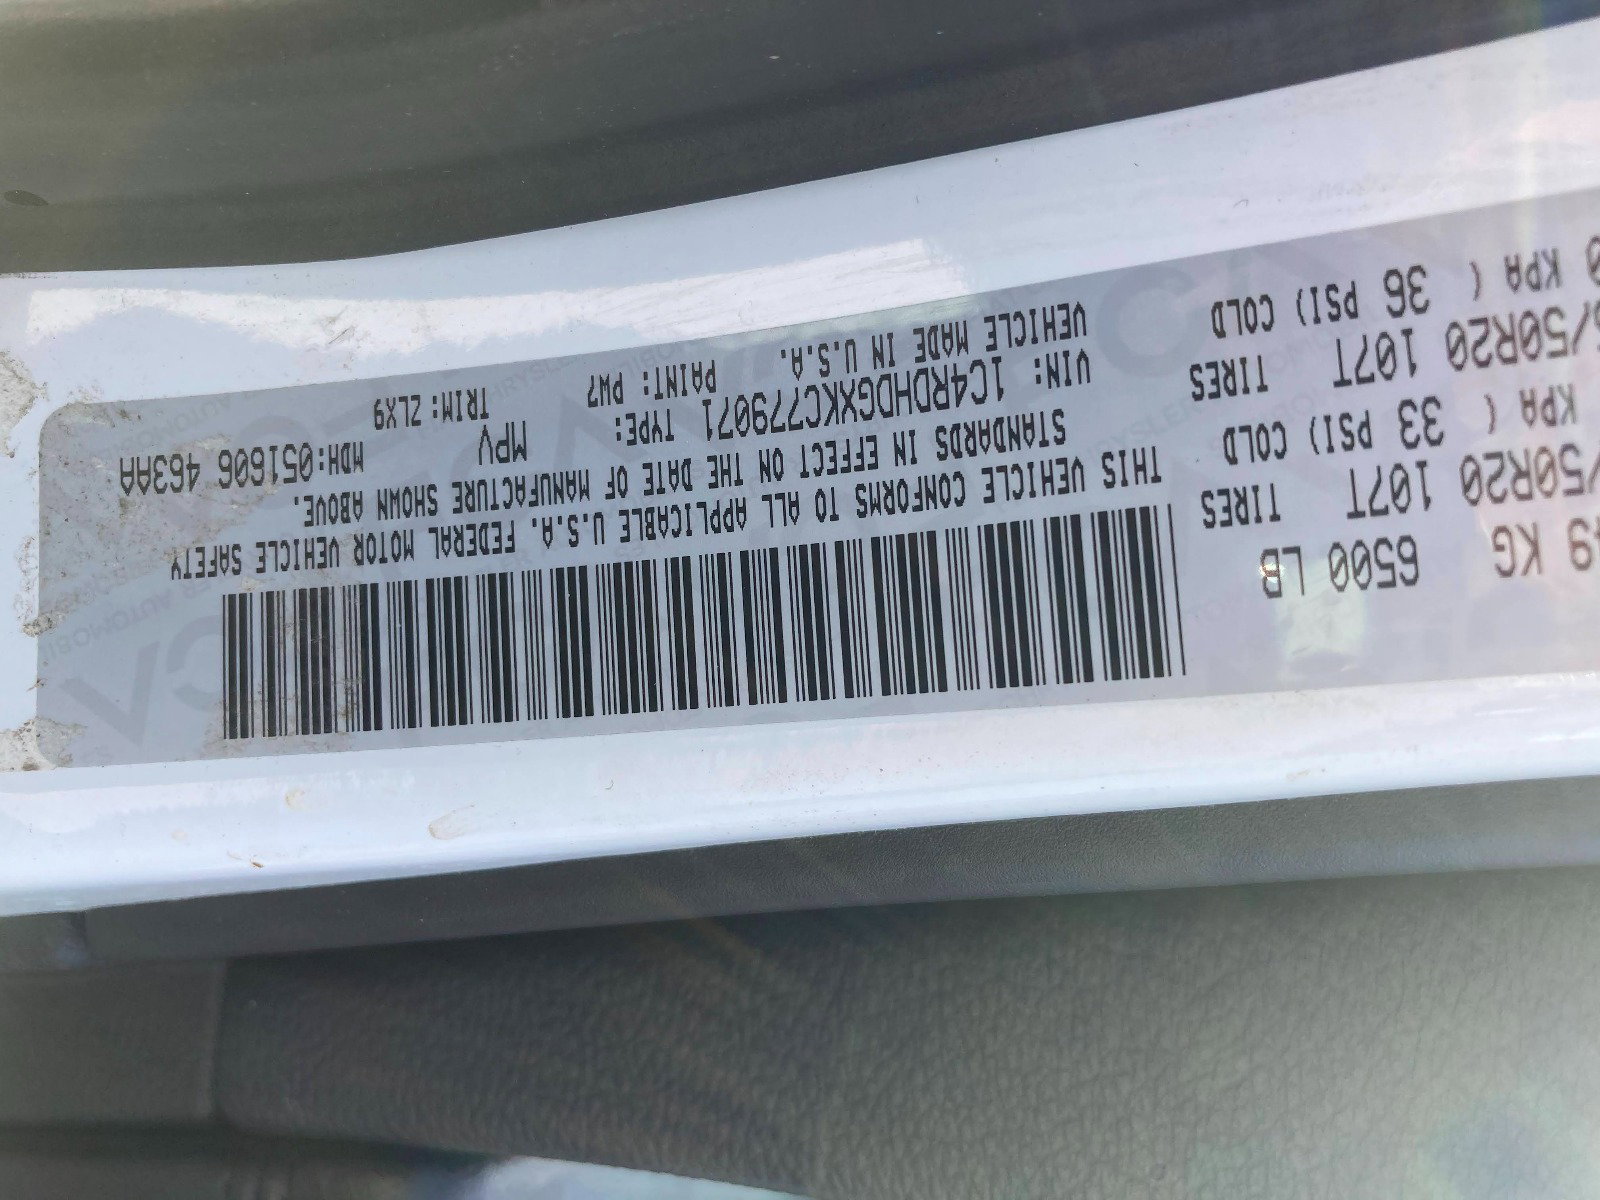 KG 6500 LB
/50R20 107T TIRES
KPA ( 33 PSI) COLD
/50R20 107T TIRES
0 KPA ( 36 PSI) COLD
THIS VEHICLE CONFORMS TO ALL APPLICABLE U.S.A. FEDERAL MOTOR VEHICLE SAFETY
STANDARDS IN EFFECT ON THE DATE OF MANUFACTURE SHOWN ABOVE.
VIN: 1C4RDHDGXKC779071 TYPE: MPV MDH:051606 463AA
VEHICLE MADE IN U.S.A. PAINT: PW7 TRIM: ZLX9